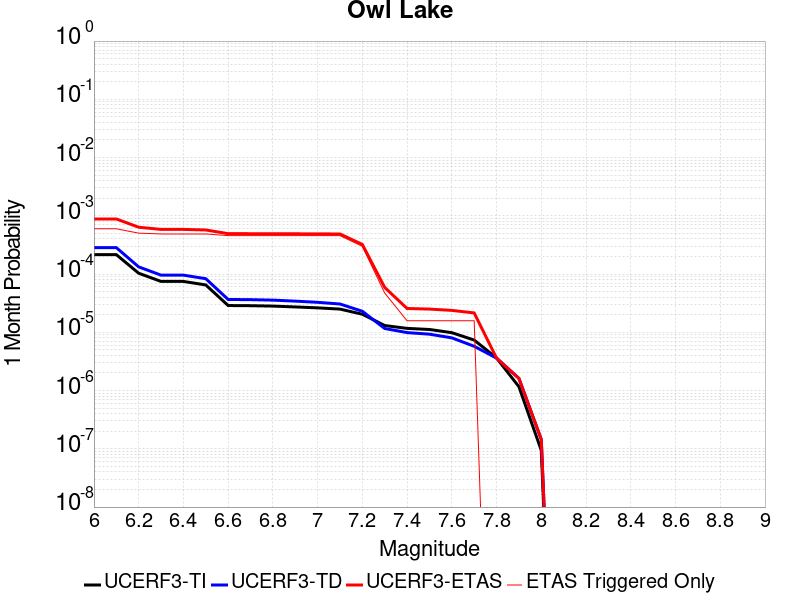 Owl Lake
10^0
10^-1
10^-2
10^-3
10^-4
10^-5
10^-6
10^-7
10^-8
1 Month Probability
6 6.2 6.4 6.6 6.8 7 7.2 7.4 7.6 7.8 8 8.2 8.4 8.6 8.8 9
Magnitude
UCERF3-TI UCERF3-TD UCERF3-ETAS ETAS Triggered Only